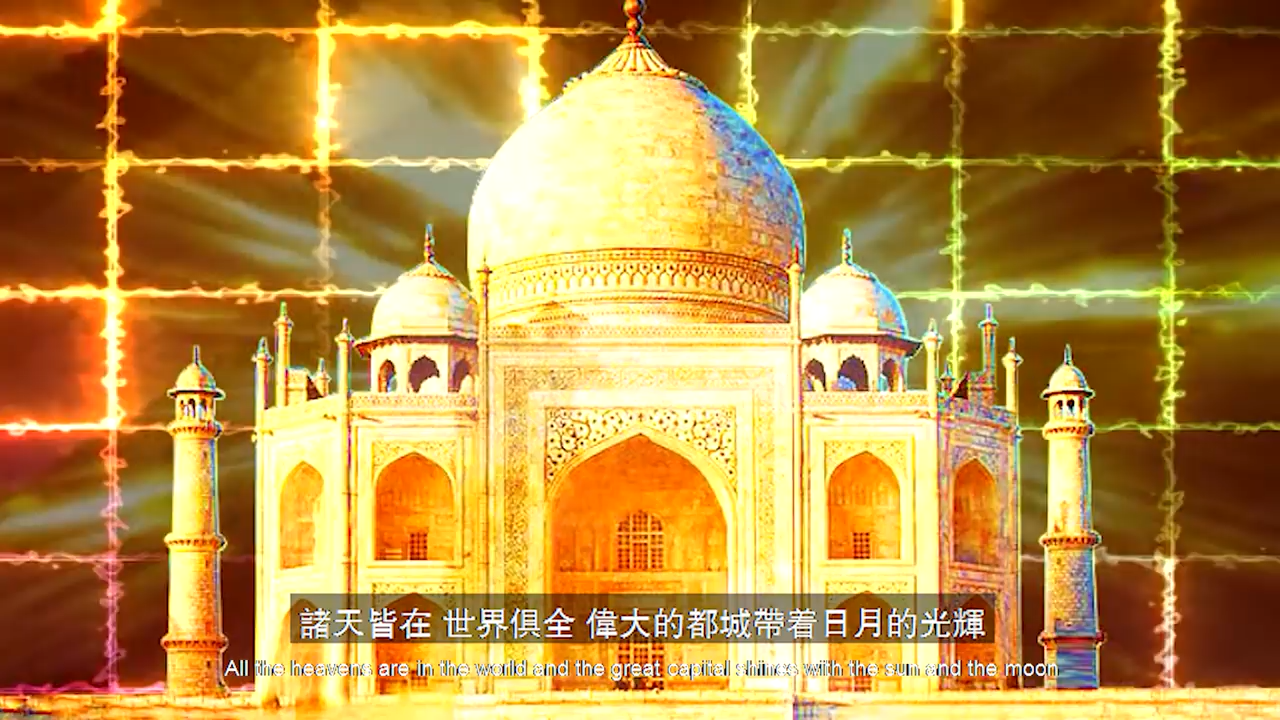 諸天皆在 世界俱全 偉大的都城帶着日月的光輝
All the heavens are in the world and the great capital shines with the sun and the moon